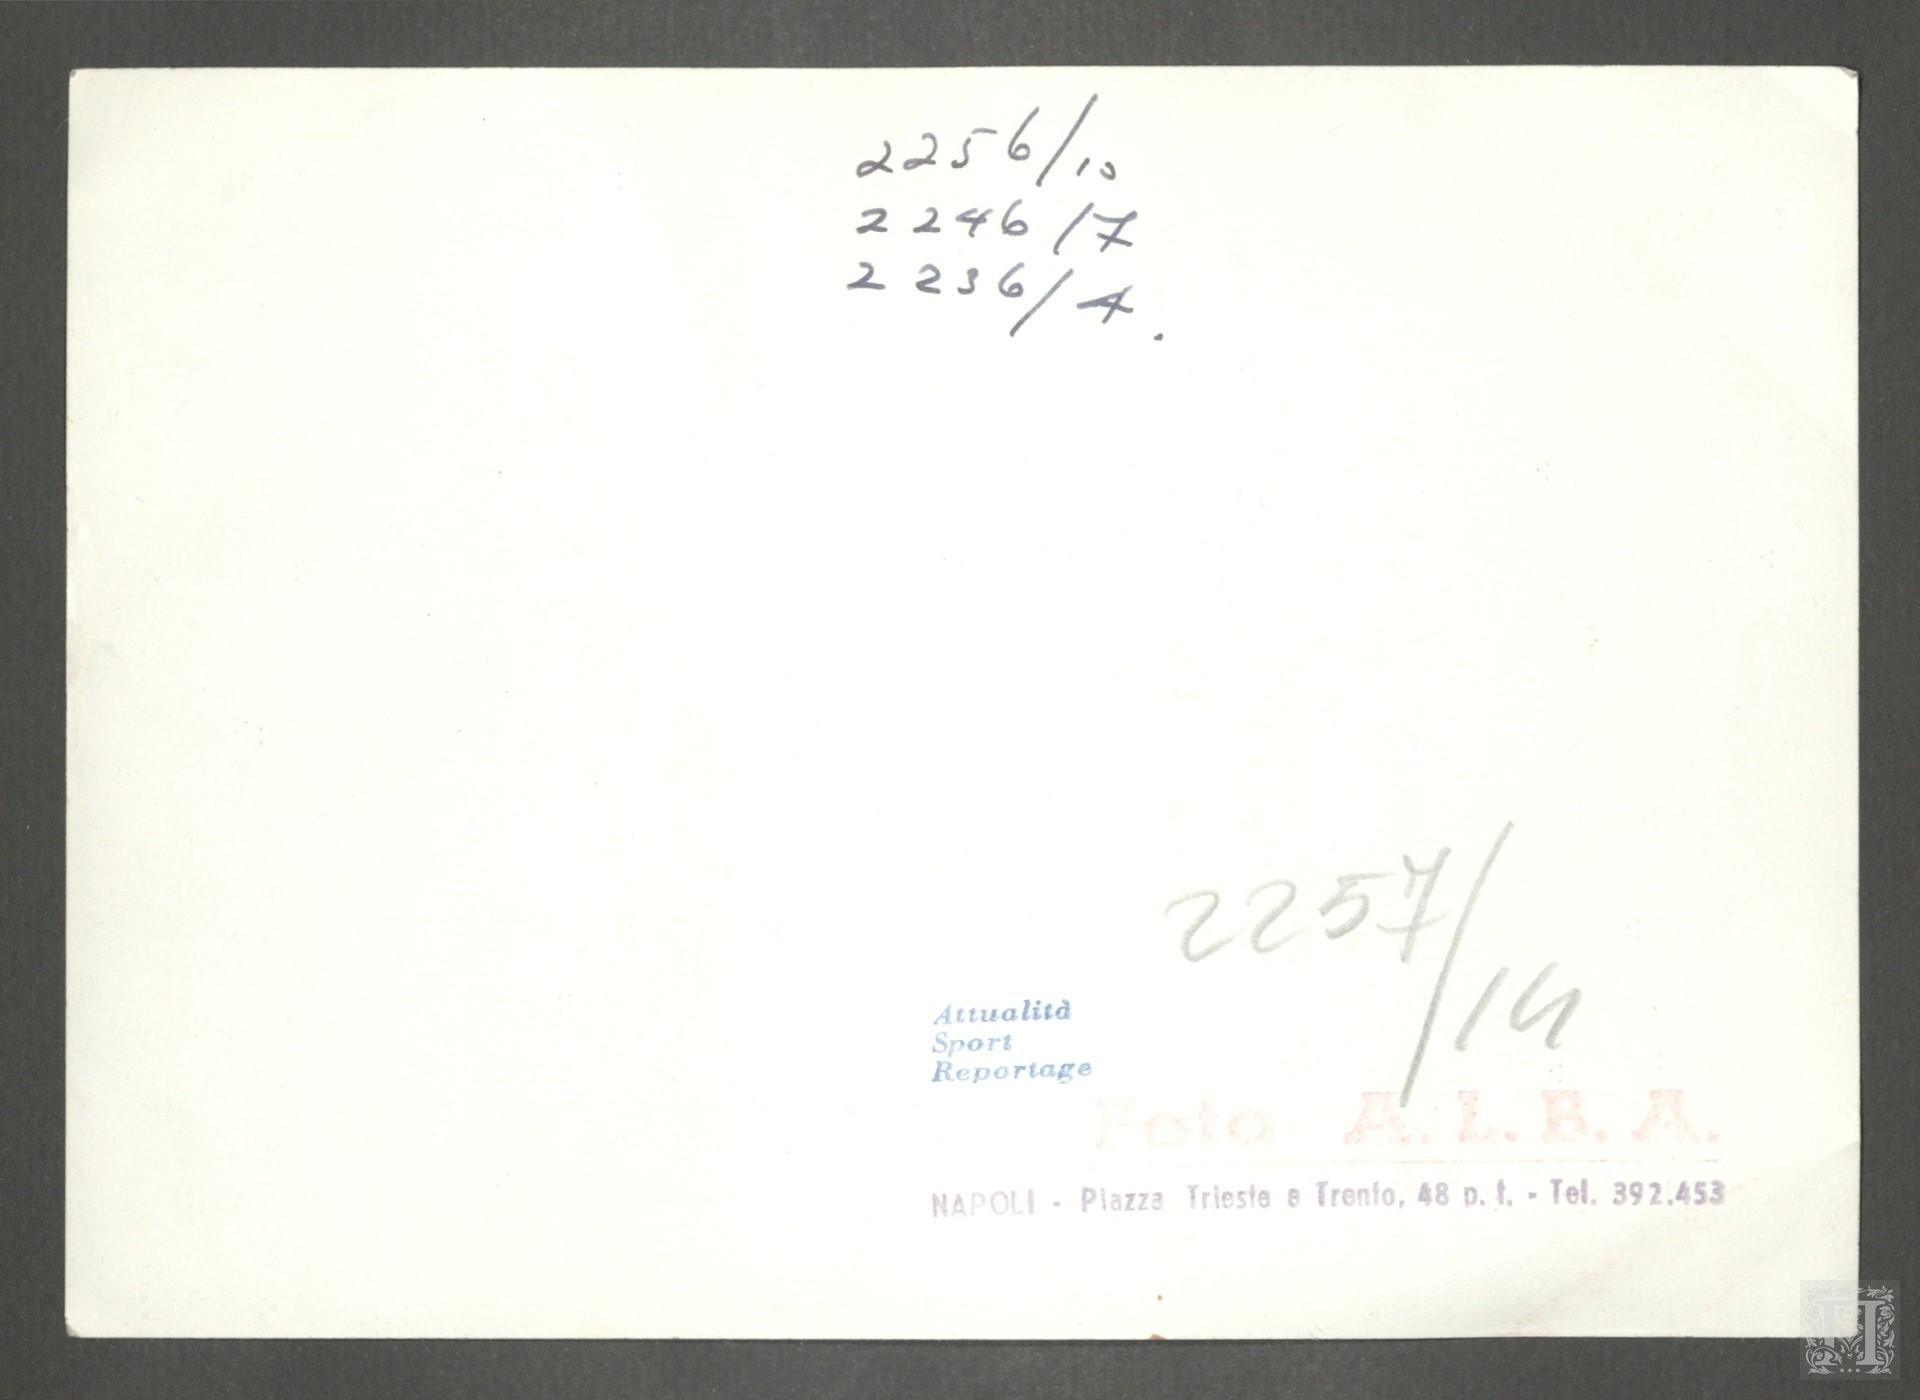 2256/10
2246/7
2236/4.
2257/14
Attualità
Sport
Reportage
Foto A.L.B.A.
NAPOLI - Piazza Trieste e Trento, 48 p. t. - Tel. 392.453